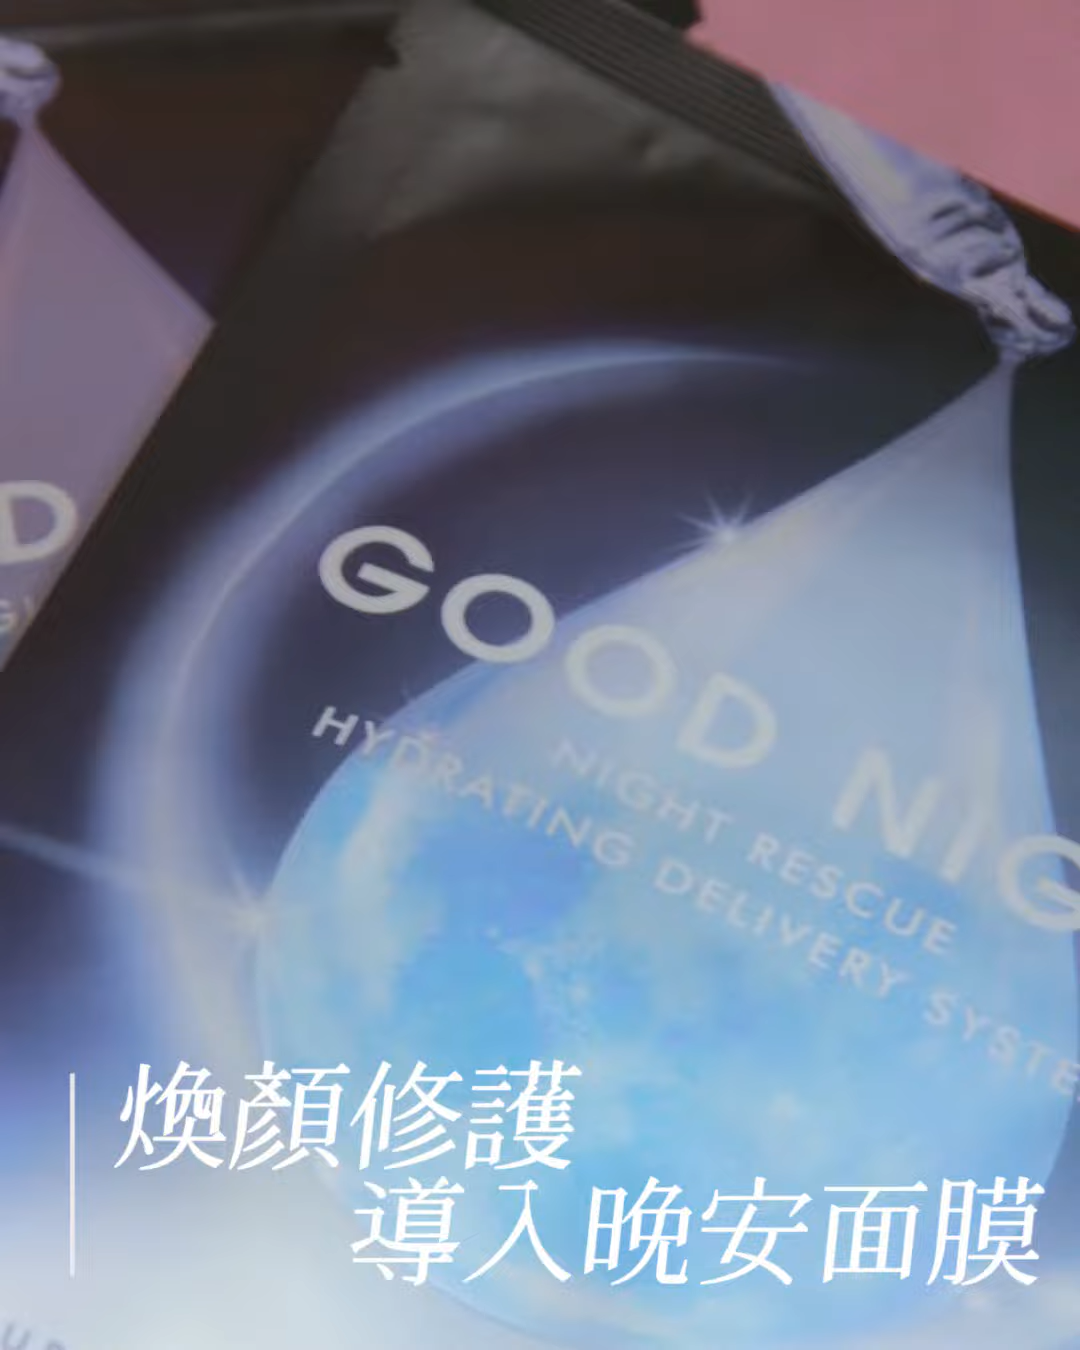 GOOD NIG
NIGHT RESCUE
HYDRATING DELIVERY SYSTE
D
煥顏修護
導入晚安面膜